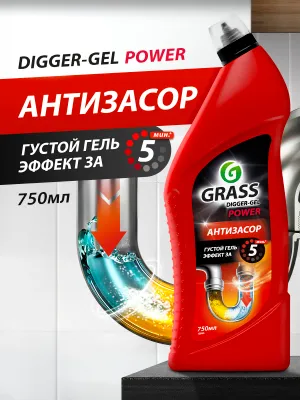 DIGGER-GEL POWER
АНТИЗАСОР
ГУСТОЙ ГЕЛЬ
ЭФФЕКТ ЗА
5 мин!
750мл
G
GRASS
DIGGER-GEL
POWER
АНТИЗАСОР
ГУСТОЙ ГЕЛЬ
ЭФФЕКТ ЗА
5 мин!
750мл